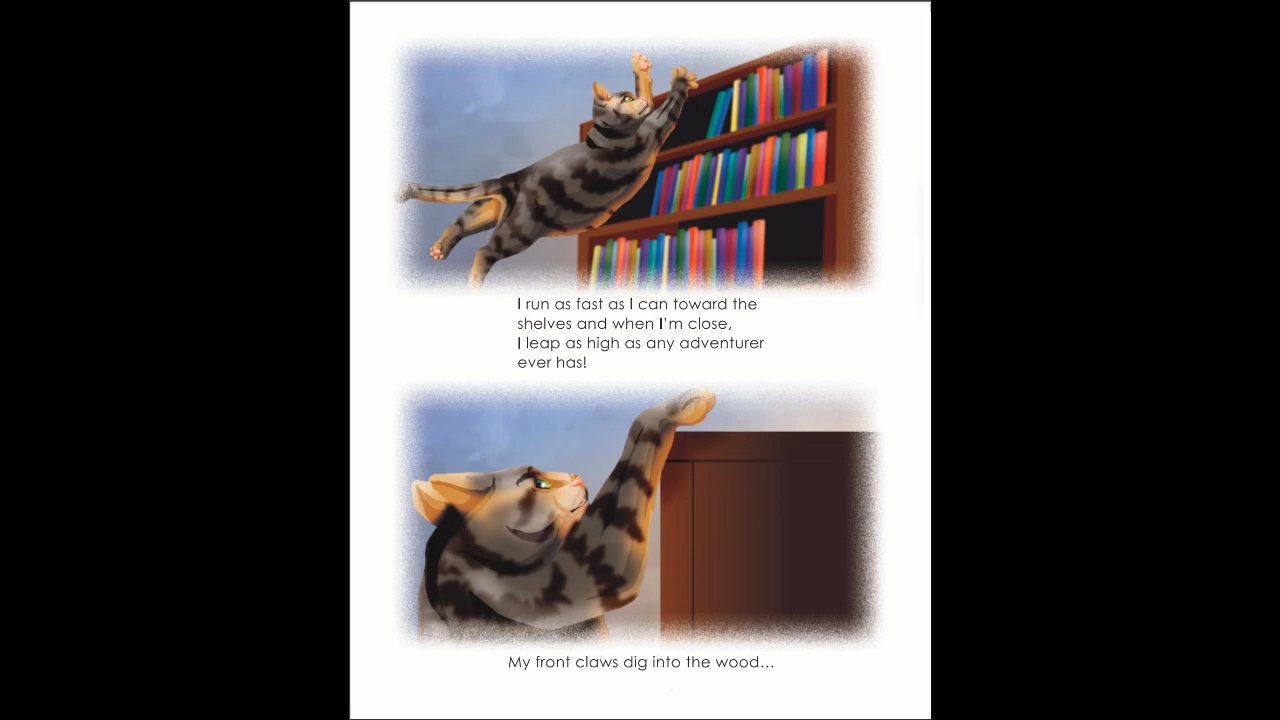 I run as fast as I can toward the
shelves and when I'm close,
I leap as high as any adventurer
ever has!
My front claws dig into the wood...